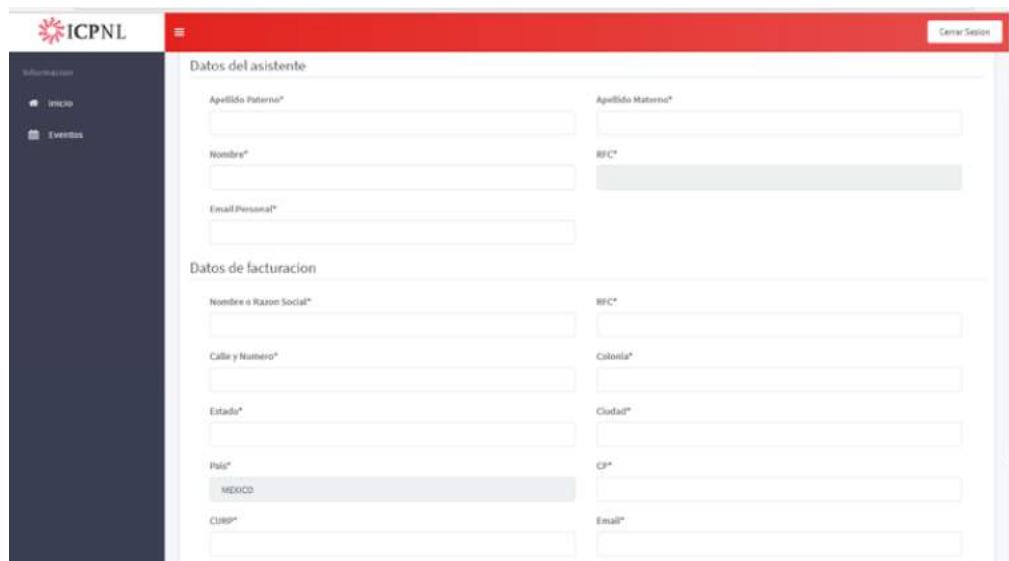 ICPNL
Cerrar Sesion
Informacion
Inicio
Eventos
Datos del asistente
Apellido Paterno* Apellido Materno*
Nombre* RFC*
Email Personal*
Datos de facturacion
Nombre o Razon Social* RFC*
Calle y Numero* Colonia*
Estado* Ciudad*
Pais* CP*
MEXICO
CURP* Email*